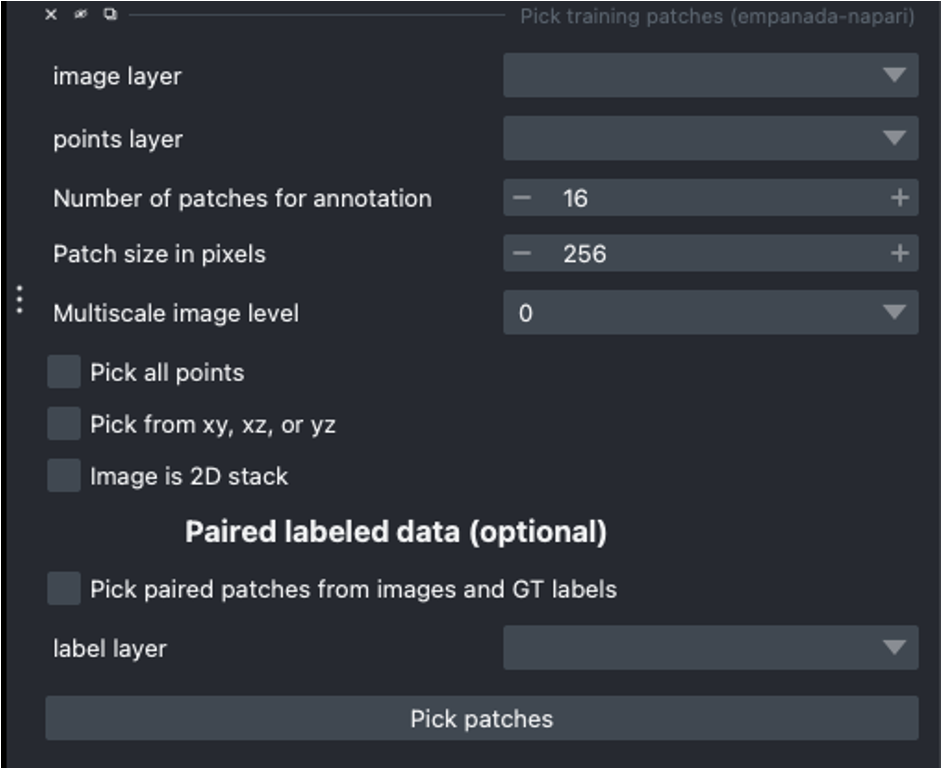 Pick training patches (empanada-napari)
image layer
points layer
Number of patches for annotation 16
Patch size in pixels 256
Multiscale image level 0
Pick all points
Pick from xy, xz, or yz
Image is 2D stack
Paired labeled data (optional)
Pick paired patches from images and GT labels
label layer
Pick patches